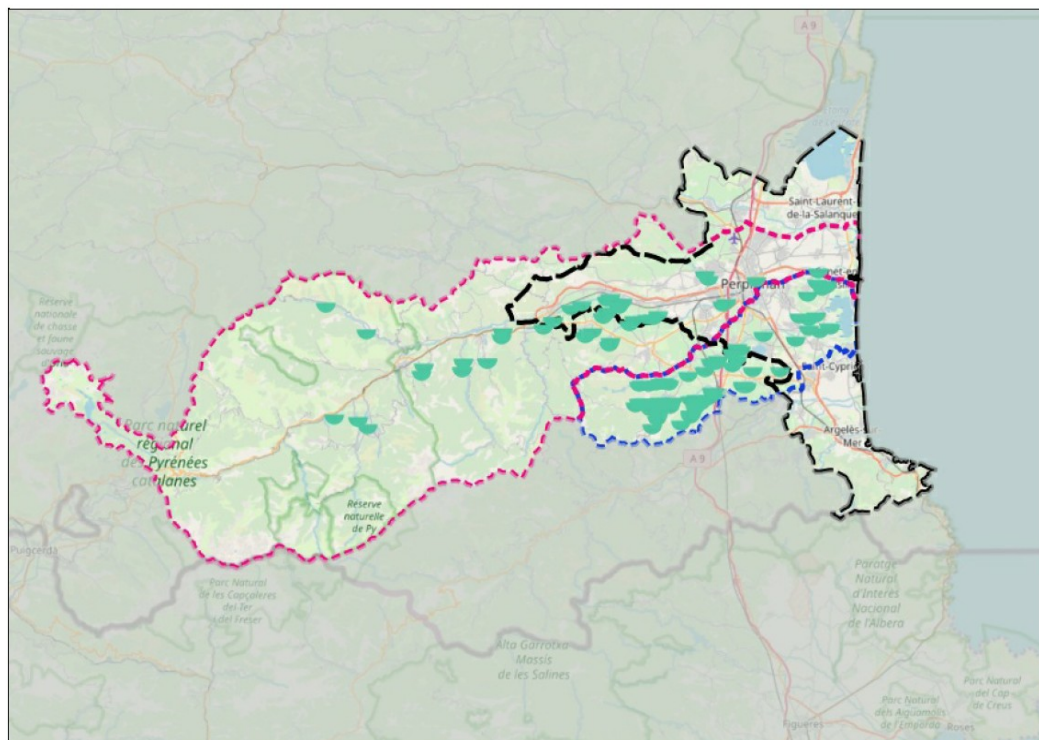 A 9
Saint-Laurent-
de-la-Salanque
Perpignan
Réserve
nationale
de chasse
et faune
sauvage
Saint-Cyprien
Argelès-
Mer
Parc naturel
régional
des Pyrénées
catalanes
A 9
Réserve
naturelle
de Py
Puigcerdà
Parc Natural
de les Capçaleres
del Ter
i del Freser
Paratge
Natural
d'Interès
Nacional
de l'Albera
Alta Garrotxa
Massís
de les Salines
Parc Natural
del Cap
de Creus
Parc Natural
dels Aiguamolls
de l'Empordà
Figueres
Roses